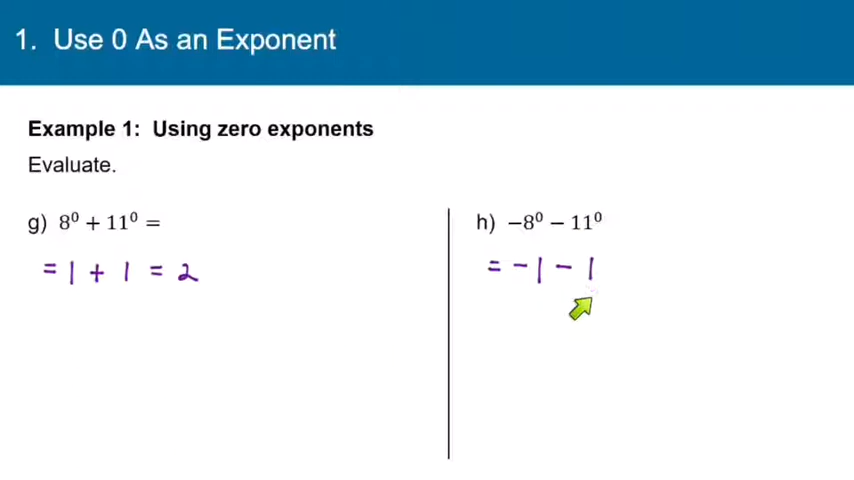 1. Use 0 As an Exponent
Example 1: Using zero exponents
Evaluate.
g) 8⁰ + 11⁰ =
= 1 + 1 = 2
h) −8⁰ − 11⁰
= − 1 − 1